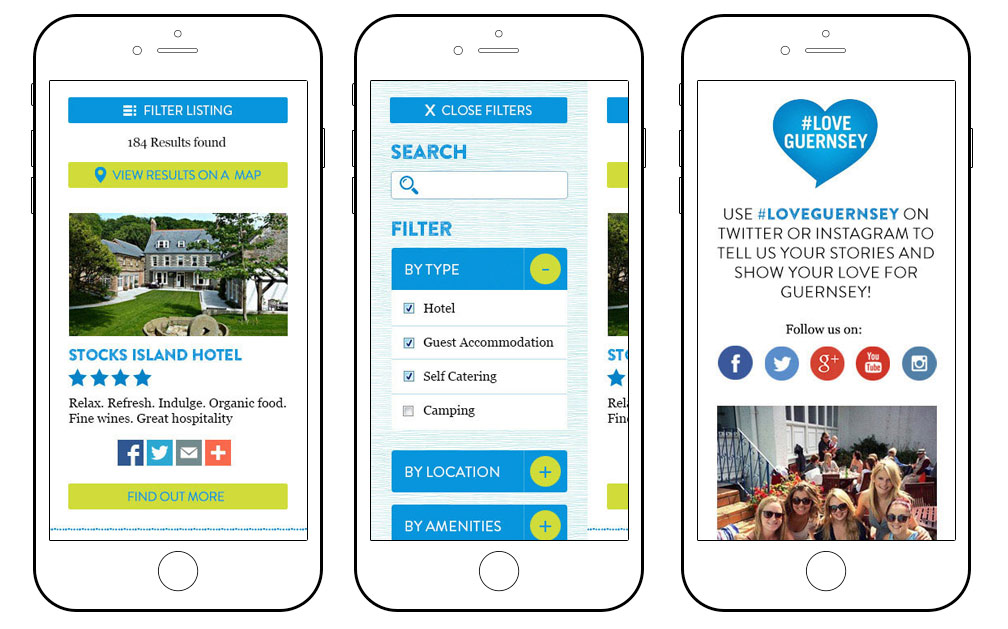 FILTER LISTING
184 Results found
VIEW RESULTS ON A MAP
STOCKS ISLAND HOTEL
Relax. Refresh. Indulge. Organic food.
Fine wines. Great hospitality
FIND OUT MORE
X CLOSE FILTERS
SEARCH
FILTER
BY TYPE
Hotel
Guest Accommodation
Self Catering
Camping
BY LOCATION
BY AMENITIES
STO
Rela
Fine
#LOVE
GUERNSEY
USE #LOVEGUERNSEY ON
TWITTER OR INSTAGRAM TO
TELL US YOUR STORIES AND
SHOW YOUR LOVE FOR
GUERNSEY!
Follow us on:
f
g+
You
Tube